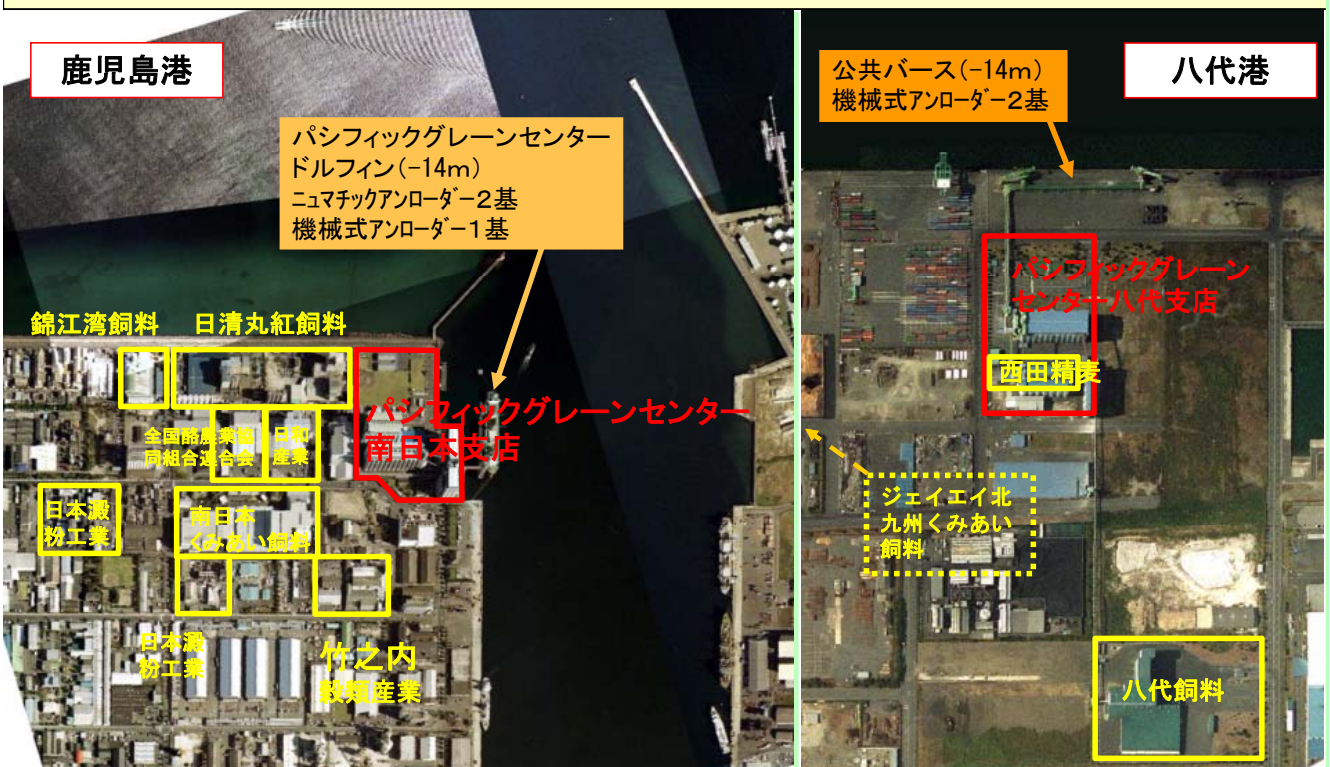 鹿児島港
パシフィックグレーンセンター
ドルフィン(-14m)
ニュマチックアンローダー2基
機械式アンローダー1基
錦江湾飼料
日清丸紅飼料
パシフィックグレーンセンター
南日本支店
全国酪農業協
同組合連合会
日和
産業
日本澱
粉工業
南日本
くみあい飼料
日本澱
粉工業
竹之内
穀類産業
八代港
公共バース(-14m)
機械式アンローダー2基
パシフィックグレーン
センター八代支店
西田精麦
ジェイエイ北
九州くみあい
飼料
八代飼料